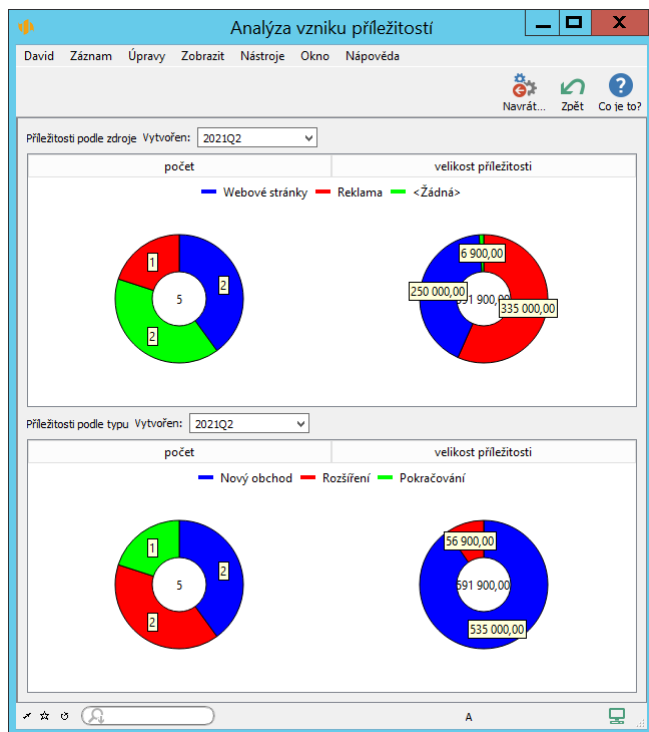 Analýza vzniku příležitostí
X
David Záznam Úpravy Zobrazit Nástroje Okno Nápověda
Navrát... Zpět Co je to?
Příležitosti podle zdroje Vytvořen: 2021Q2
počet velikost příležitosti
Webové stránky Reklama <Žádná>
1 2 2 5
6 900,00
250 000,00
335 000,00
Příležitosti podle typu Vytvořen: 2021Q2
počet velikost příležitosti
Nový obchod Rozšíření Pokračování
1 2 2 5
56 900,00
591 900,00
535 000,00
A